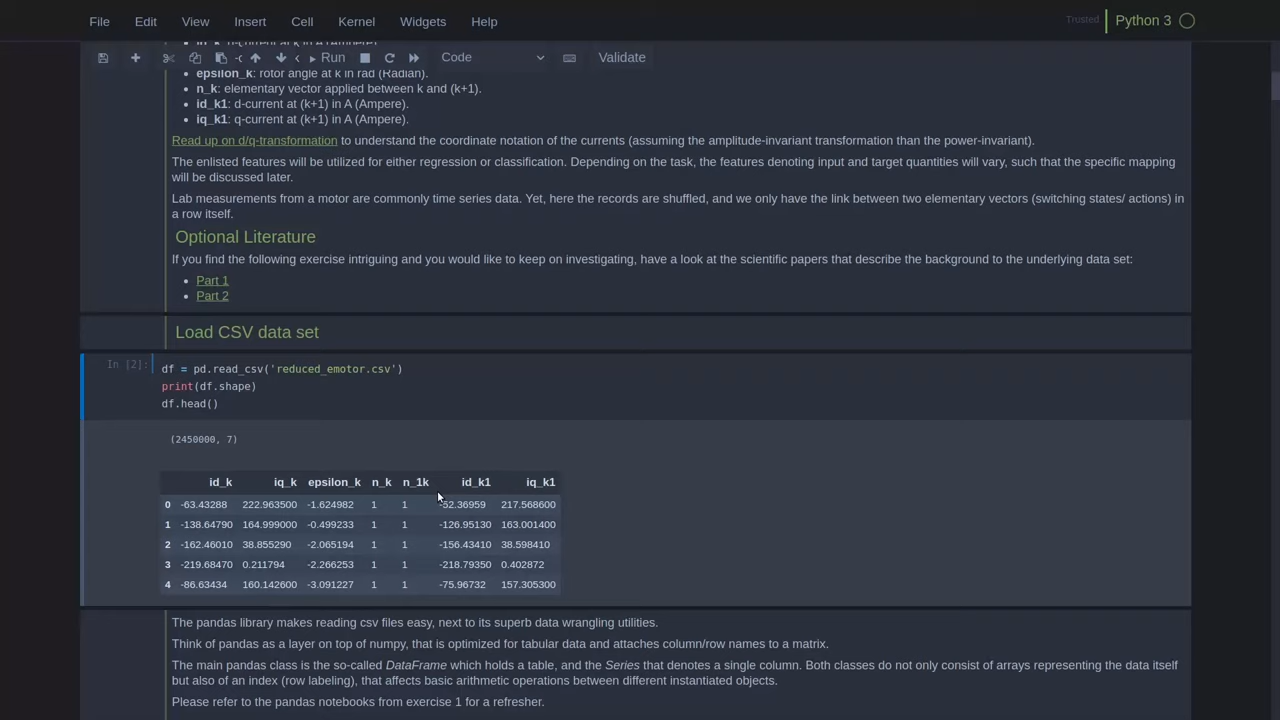 File Edit View Insert Cell Kernel Widgets Help Trusted Python 3
Run Code Validate
epsilon_k: rotor angle at k in rad (Radian).
n_k: elementary vector applied between k and (k+1).
id_k1: d-current at (k+1) in A (Ampere).
iq_k1: q-current at (k+1) in A (Ampere).
Read up on d/q-transformation to understand the coordinate notation of the currents (assuming the amplitude-invariant transformation than the power-invariant).
The enlisted features will be utilized for either regression or classification. Depending on the task, the features denoting input and target quantities will vary, such that the specific mapping
will be discussed later.
Lab measurements from a motor are commonly time series data. Yet, here the records are shuffled, and we only have the link between two elementary vectors (switching states/ actions) in
a row itself.
Optional Literature
If you find the following exercise intriguing and you would like to keep on investigating, have a look at the scientific papers that describe the background to the underlying data set:
Part 1
Part 2
Load CSV data set
In [2]:
df = pd.read_csv('reduced_emotor.csv')
print(df.shape)
df.head()
(2450000, 7)
id_k iq_k epsilon_k n_k n_1k id_k1 iq_k1
0 -63.43288 222.963500 -1.624982 1 1 -52.36959 217.568600
1 -138.64790 164.999000 -0.499233 1 1 -126.95130 163.001400
2 -162.46010 38.855290 -2.065194 1 1 -156.43410 38.598410
3 -219.68470 0.211794 -2.266253 1 1 -218.79350 0.402872
4 -86.63434 160.142600 -3.091227 1 1 -75.96732 157.305300
The pandas library makes reading csv files easy, next to its superb data wrangling utilities.
Think of pandas as a layer on top of numpy, that is optimized for tabular data and attaches column/row names to a matrix.
The main pandas class is the so-called DataFrame which holds a table, and the Series that denotes a single column. Both classes do not only consist of arrays representing the data itself
but also of an index (row labeling), that affects basic arithmetic operations between different instantiated objects.
Please refer to the pandas notebooks from exercise 1 for a refresher.